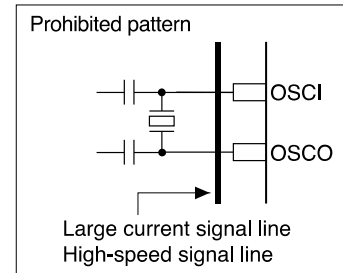 Prohibited pattern
OSCI
OSCO
Large current signal line
High-speed signal line